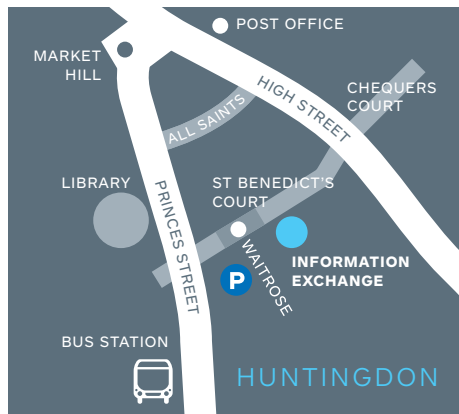 POST OFFICE
MARKET
HILL
HIGH STREET
CHEQUERS
COURT
ALL SAINTS
LIBRARY
PRINCES STREET
ST BENEDICT'S
COURT
WAITROSE
INFORMATION
EXCHANGE
P
BUS STATION
HUNTINGDON